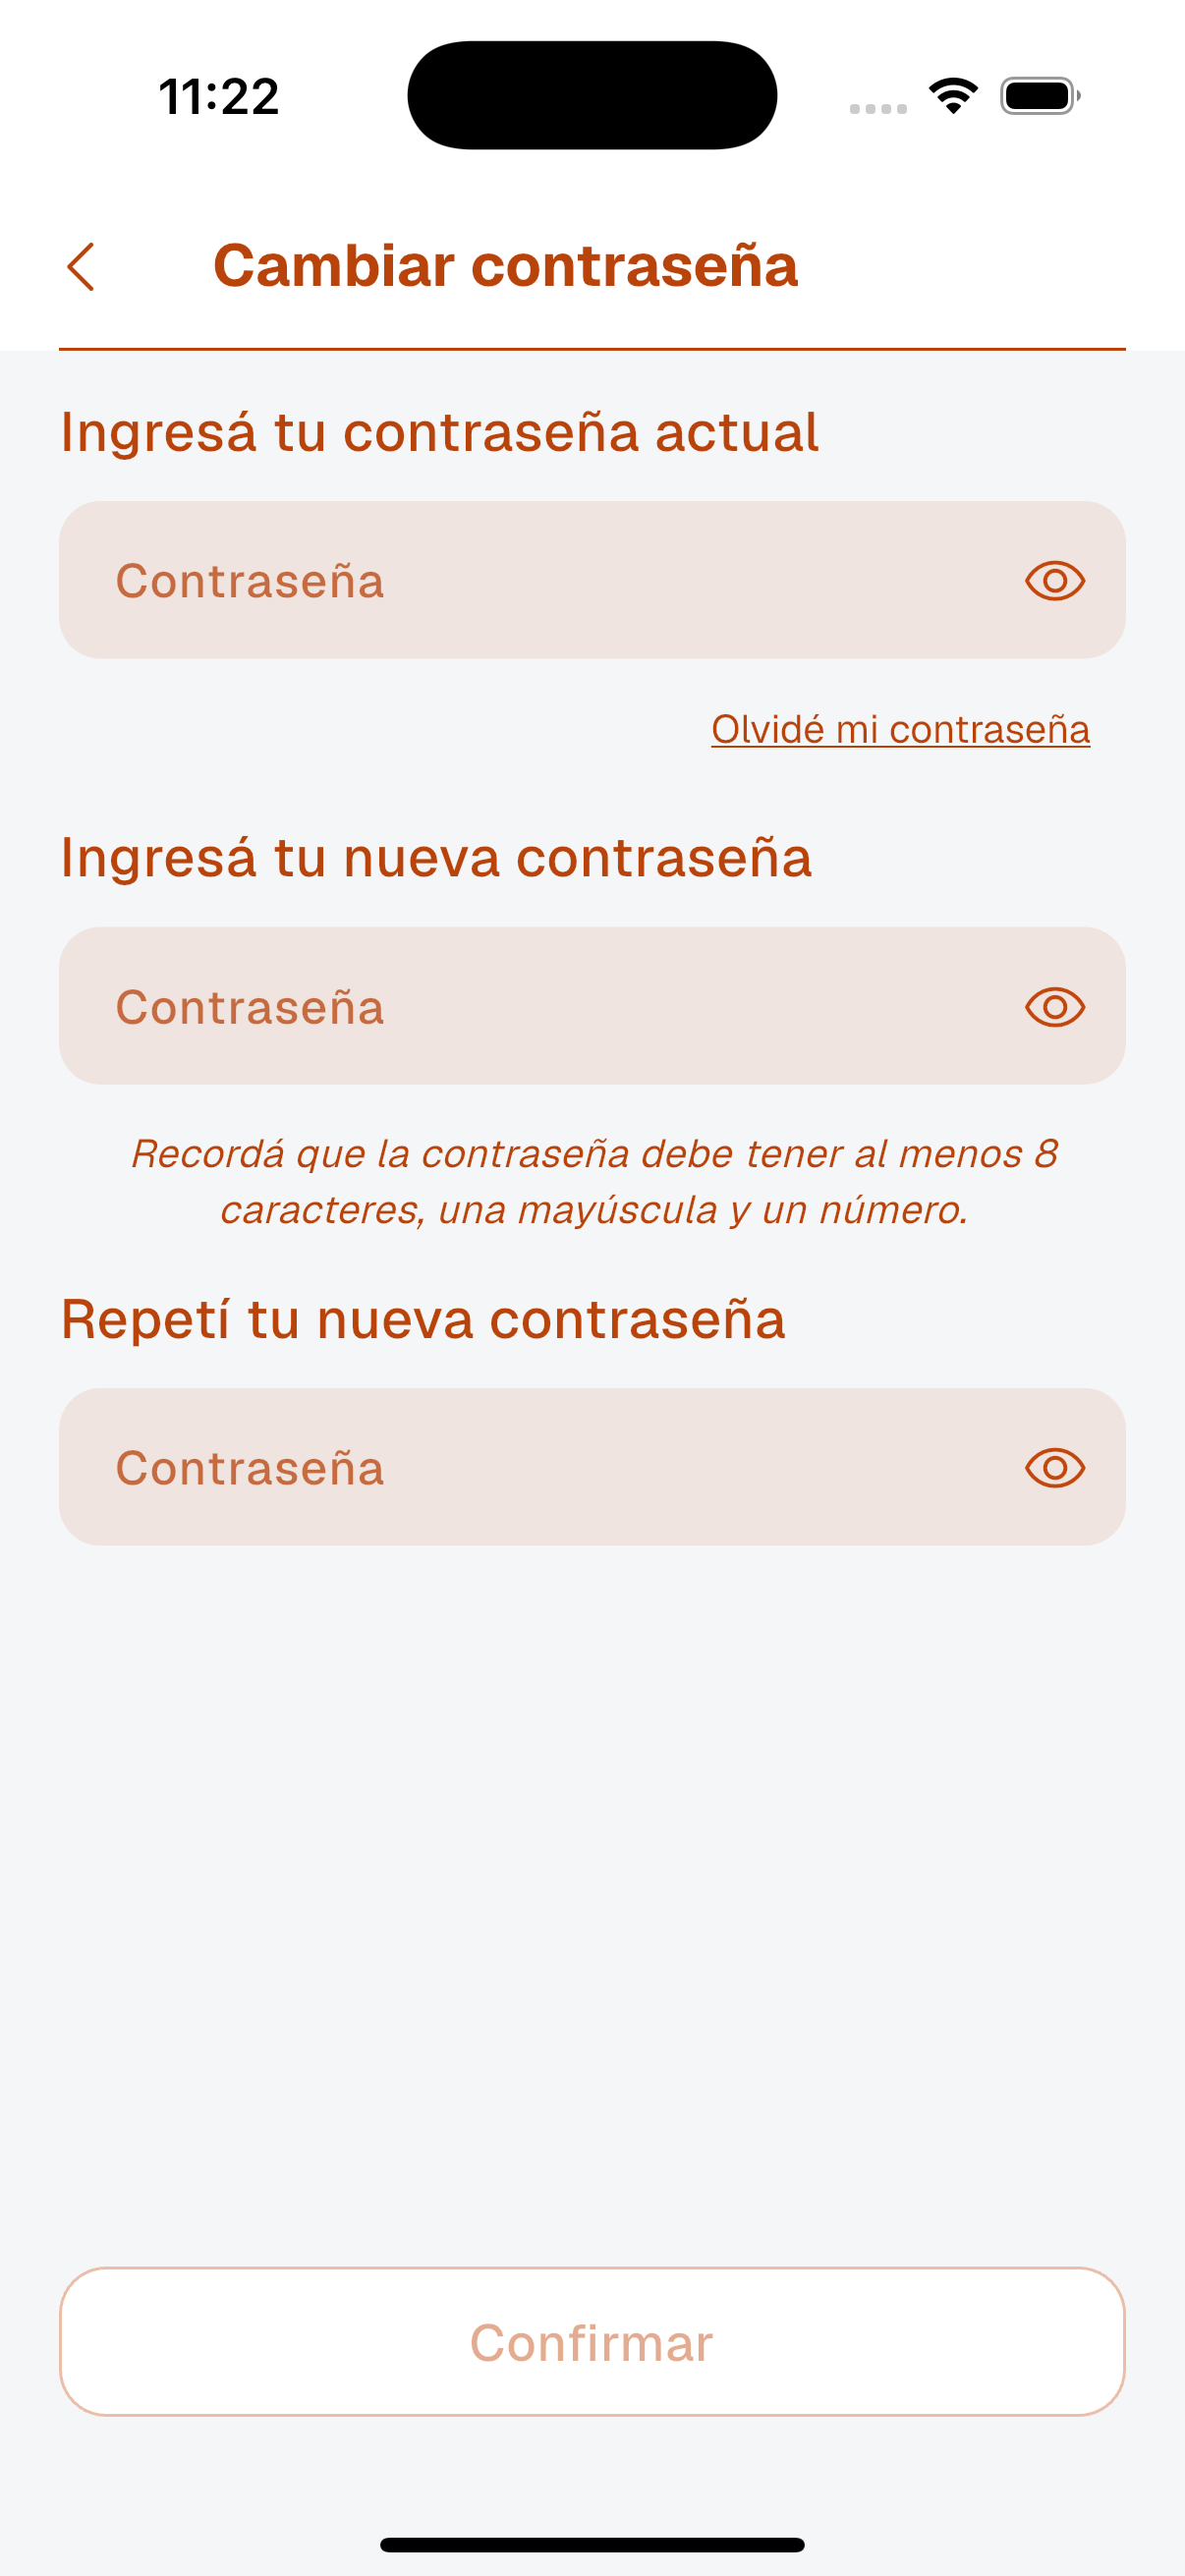 11:22
Cambiar contraseña
Ingresá tu contraseña actual
Contraseña
Olvidé mi contraseña
Ingresá tu nueva contraseña
Contraseña
Recordá que la contraseña debe tener al menos 8
caracteres, una mayúscula y un número.
Repetí tu nueva contraseña
Contraseña
Confirmar